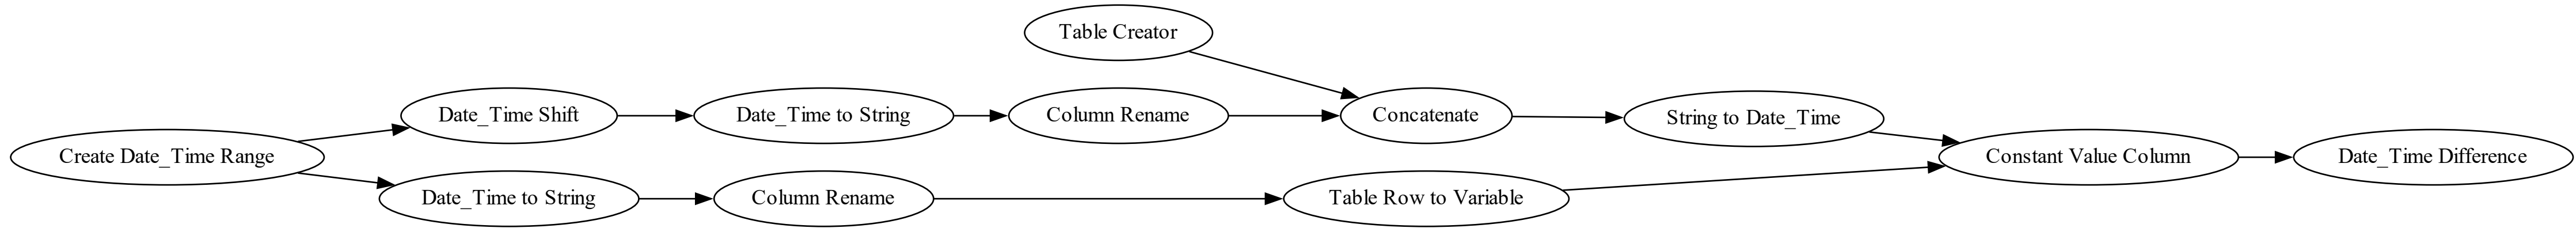 Table Creator
Date_Time Shift
Date_Time to String
Column Rename
Concatenate
String to Date_Time
Create Date_Time Range
Constant Value Column
Date_Time Difference
Date_Time to String
Column Rename
Table Row to Variable